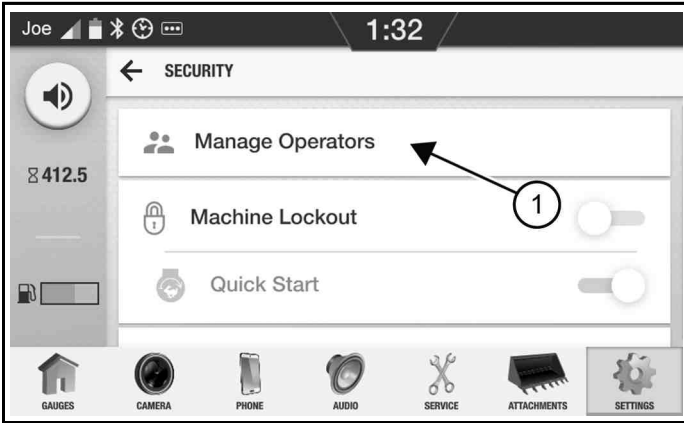 Joe 1:32
SECURITY
Manage Operators
412.5
1
Machine Lockout
Quick Start
GAUGES CAMERA PHONE AUDIO SERVICE ATTACHMENTS SETTINGS